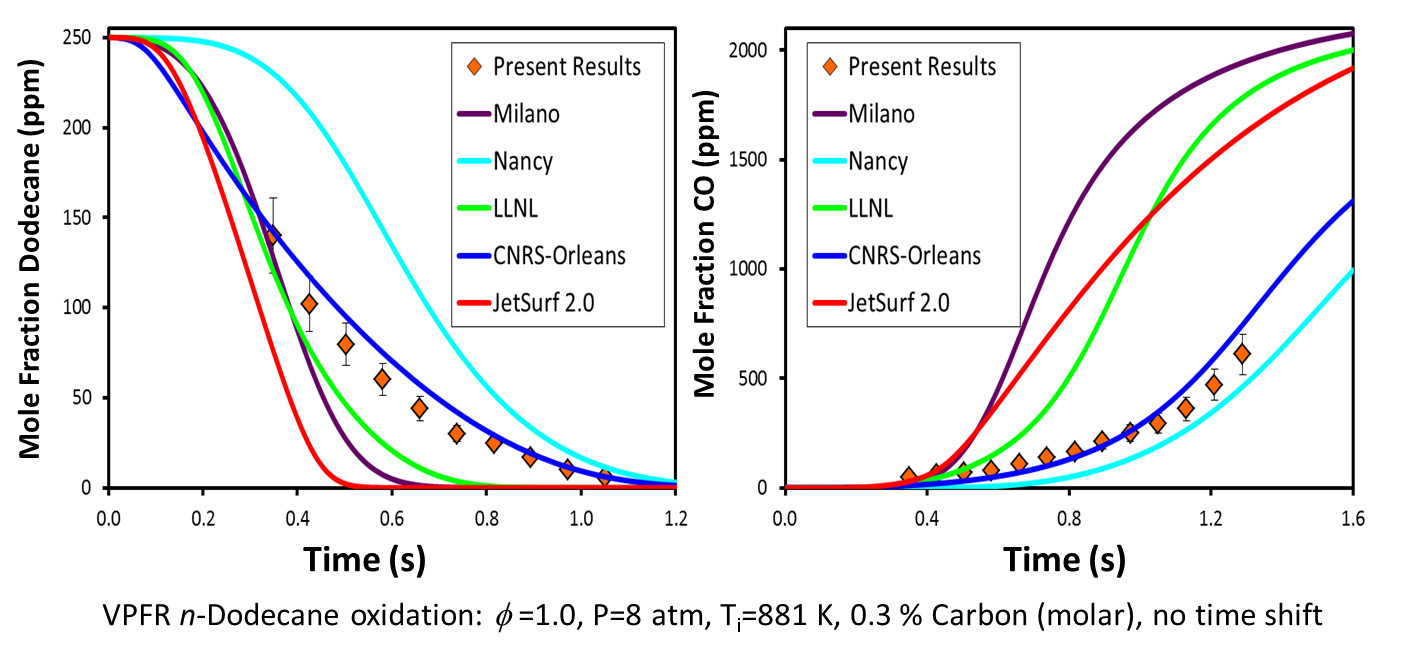 Mole Fraction Dodecane (ppm)
250
200
150
100
50
0
0.0 0.2 0.4 0.6 0.8 1.0 1.2
Time (s)
Present Results
Milano
Nancy
LLNL
CNRS-Orleans
JetSurf 2.0
Mole Fraction CO (ppm)
2000
1500
1000
500
0
0.0 0.4 0.8 1.2 1.6
Time (s)
Present Results
Milano
Nancy
LLNL
CNRS-Orleans
JetSurf 2.0
VPFR n-Dodecane oxidation: ϕ=1.0, P=8 atm, Ti=881 K, 0.3 % Carbon (molar), no time shift